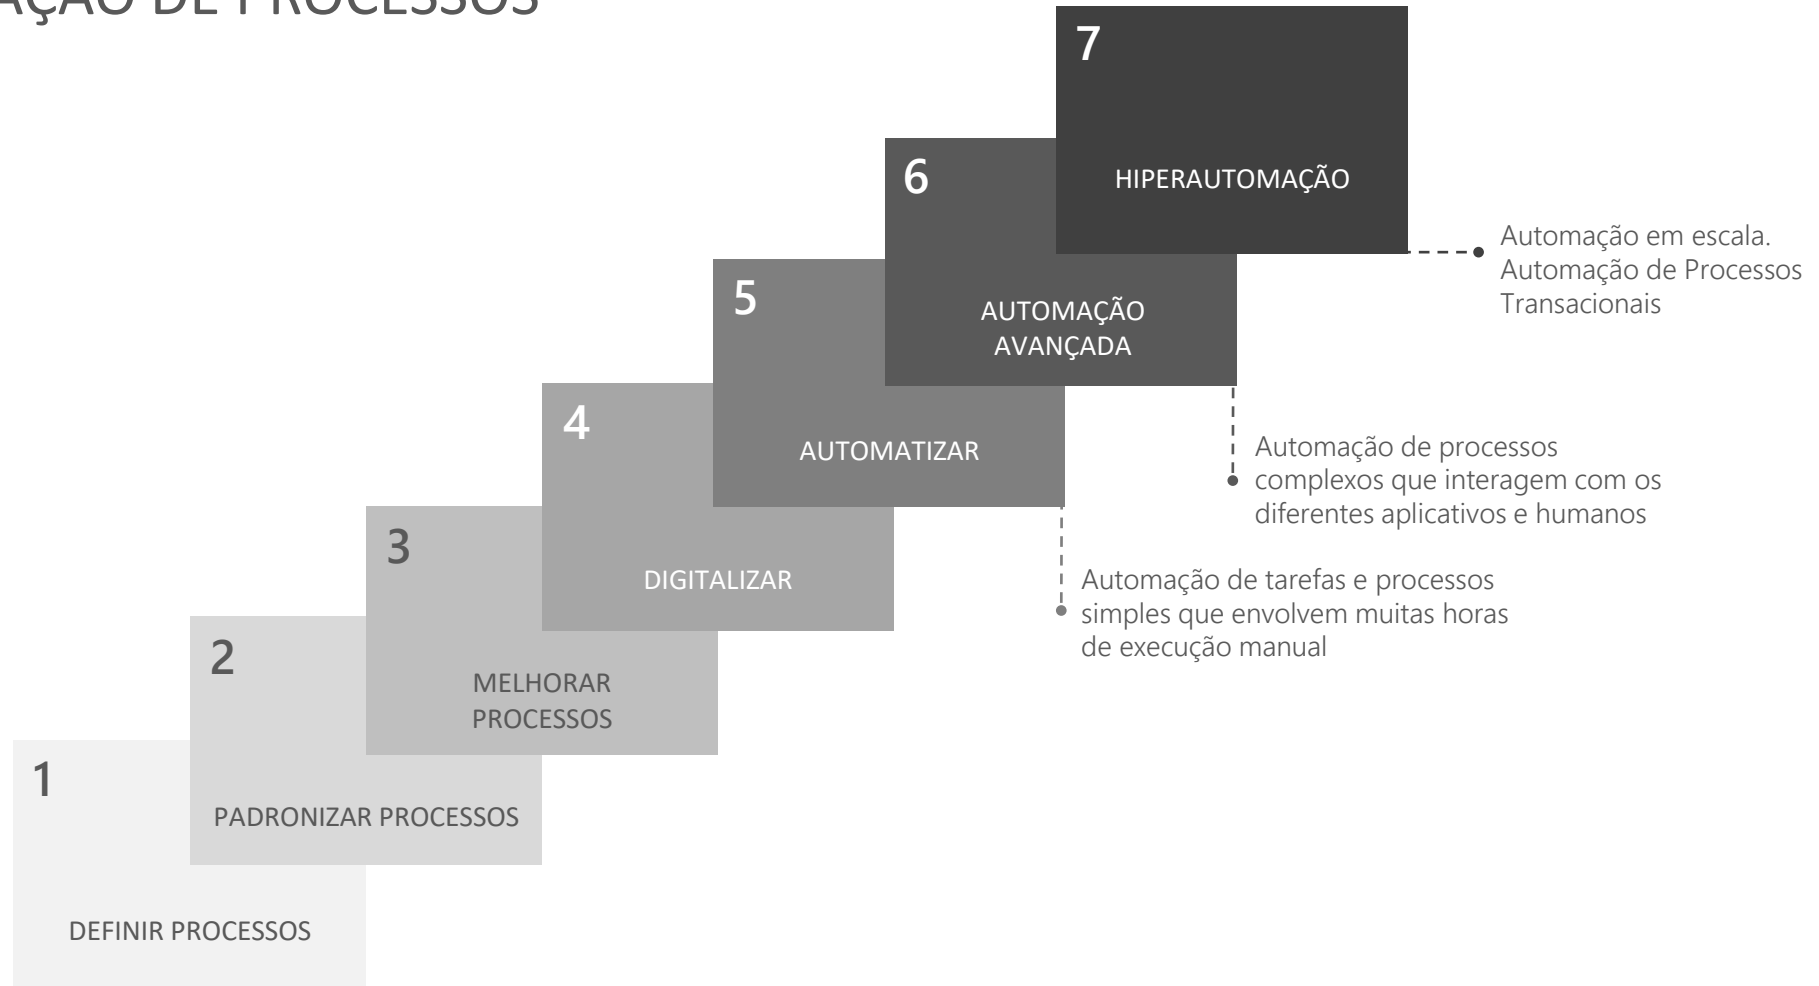 AÇÃO DE PROCESSOS
7
HIPERAUTOMAÇÃO
Automação em escala.
Automação de Processos
Transacionais
6
AUTOMAÇÃO
AVANÇADA
Automação de processos
complexos que interagem com os
diferentes aplicativos e humanos
5
AUTOMATIZAR
Automação de tarefas e processos
simples que envolvem muitas horas
de execução manual
4
DIGITALIZAR
3
MELHORAR
PROCESSOS
2
PADRONIZAR PROCESSOS
1
DEFINIR PROCESSOS